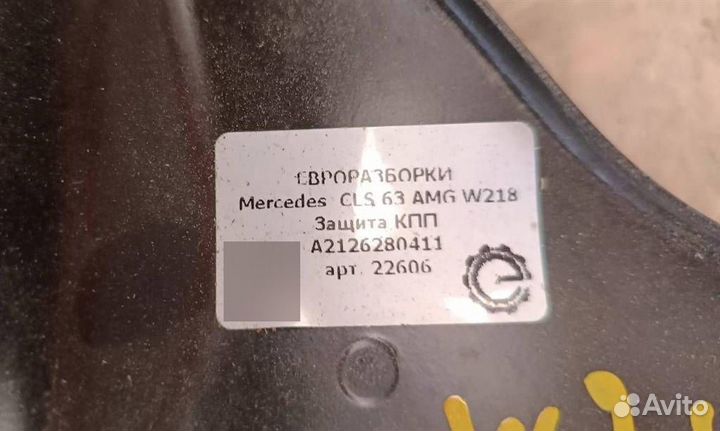 ЕВРОРАЗБОРКИ
Mercedes CLS 63 AMG W218
Защита КПП
A2126280411
арт. 22606
Avito